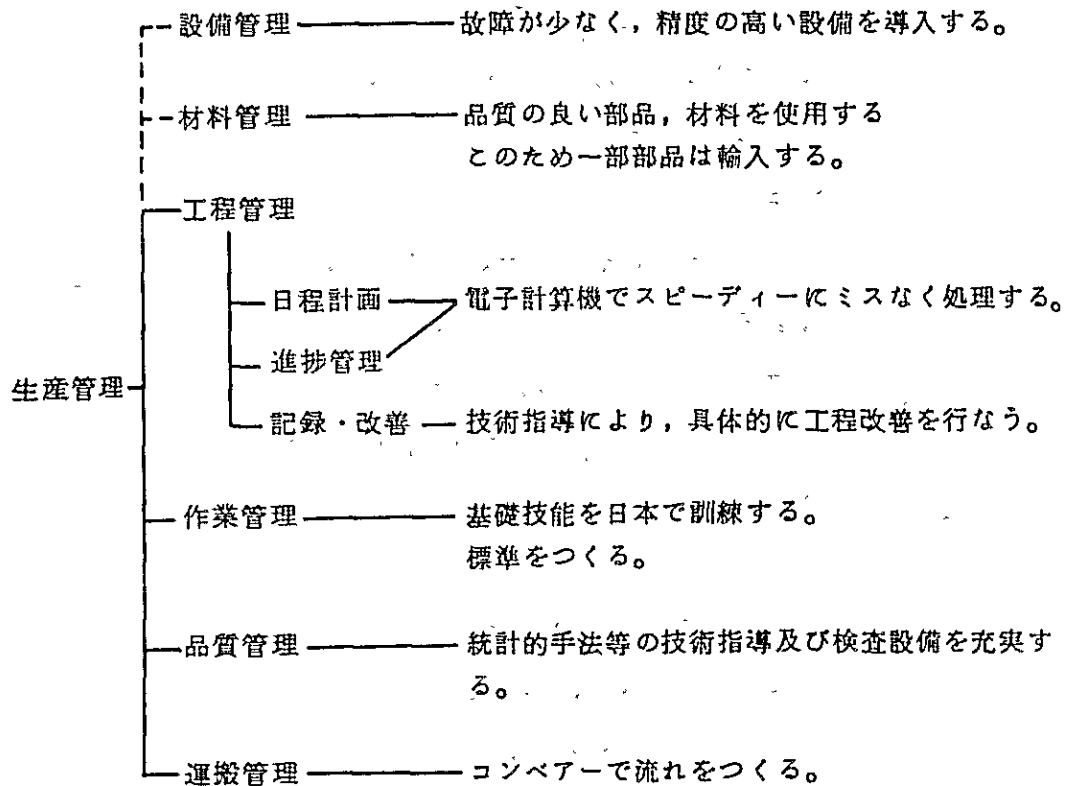 設備管理 故障が少なく，精度の高い設備を導入する。
材料管理 品質の良い部品，材料を使用する
このため一部部品は輸入する。
工程管理
日程計画 電子計算機でスピーディーにミスなく処理する。
進捗管理
生産管理
記録・改善 技術指導により，具体的に工程改善を行なう。
作業管理 基礎技能を日本で訓練する。
標準をつくる。
品質管理 統計的手法等の技術指導及び検査設備を充実す
る。
運搬管理 コンベアーで流れをつくる。